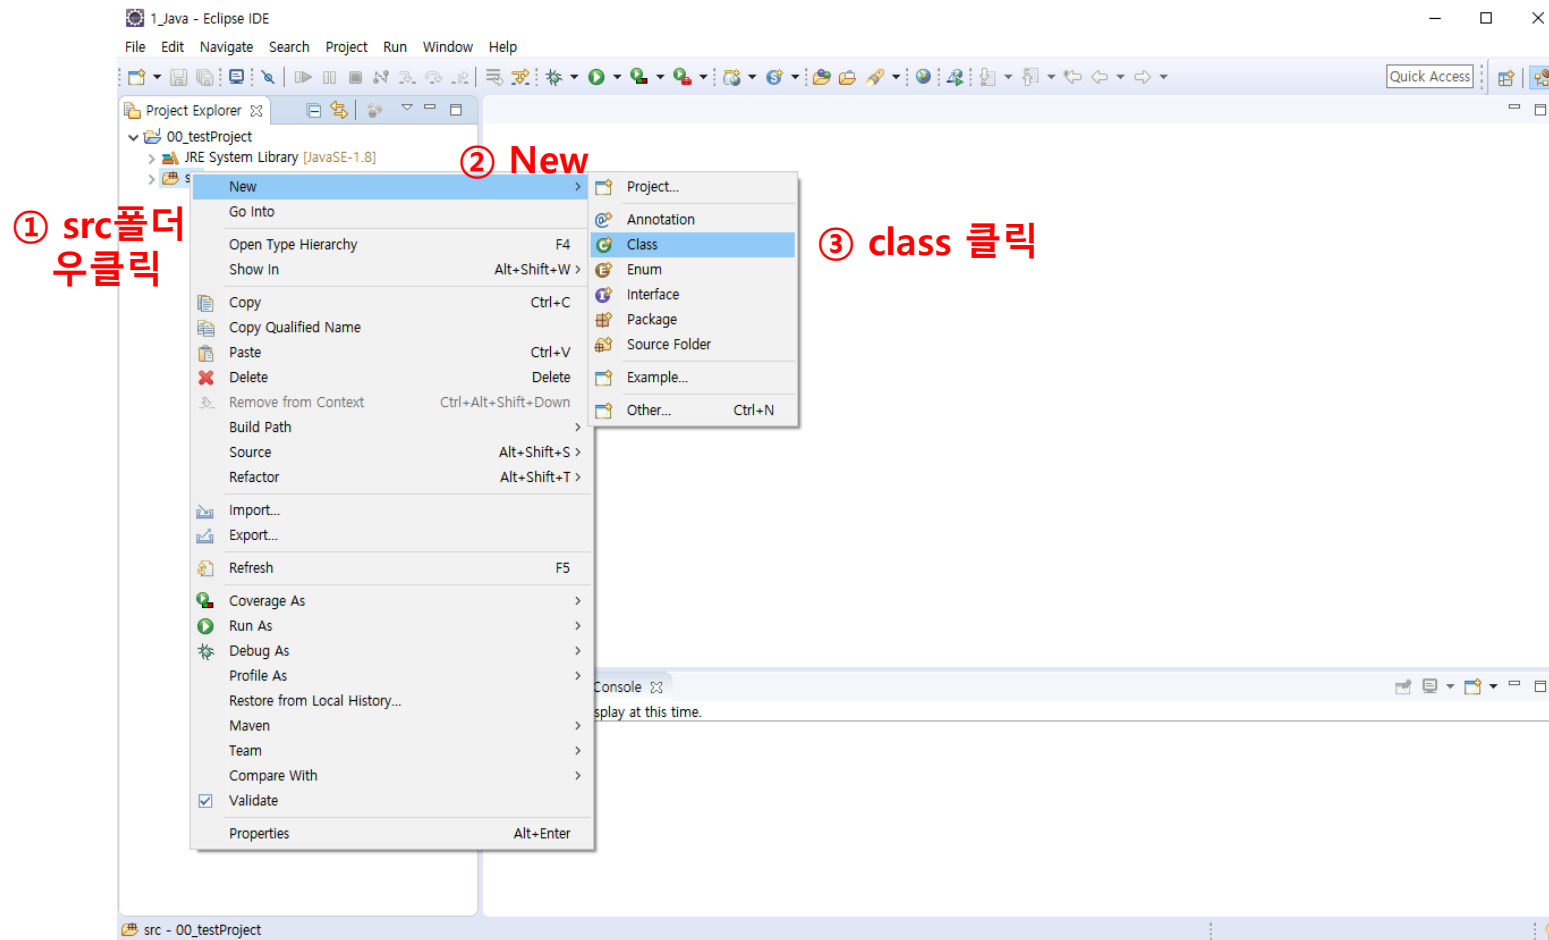 1_Java - Eclipse IDE
File Edit Navigate Search Project Run Window Help
Quick Access
Project Explorer
00_testProject
JRE System Library [JavaSE-1.8]
② New
s
① src폴더
우클릭
New
Go Into
Open Type Hierarchy F4
Show In Alt+Shift+W >
Copy Ctrl+C
Copy Qualified Name
Paste Ctrl+V
Delete Delete
Remove from Context Ctrl+Alt+Shift+Down
Build Path
Source Alt+Shift+S >
Refactor Alt+Shift+T >
Import...
Export...
Refresh F5
Coverage As
Run As
Debug As
Profile As
Restore from Local History...
Maven
Team
Compare With
Validate
Properties Alt+Enter
Project...
Annotation
Class
Enum
Interface
Package
Source Folder
Example...
Other... Ctrl+N
③ class 클릭
Console
splay at this time.
src - 00_testProject